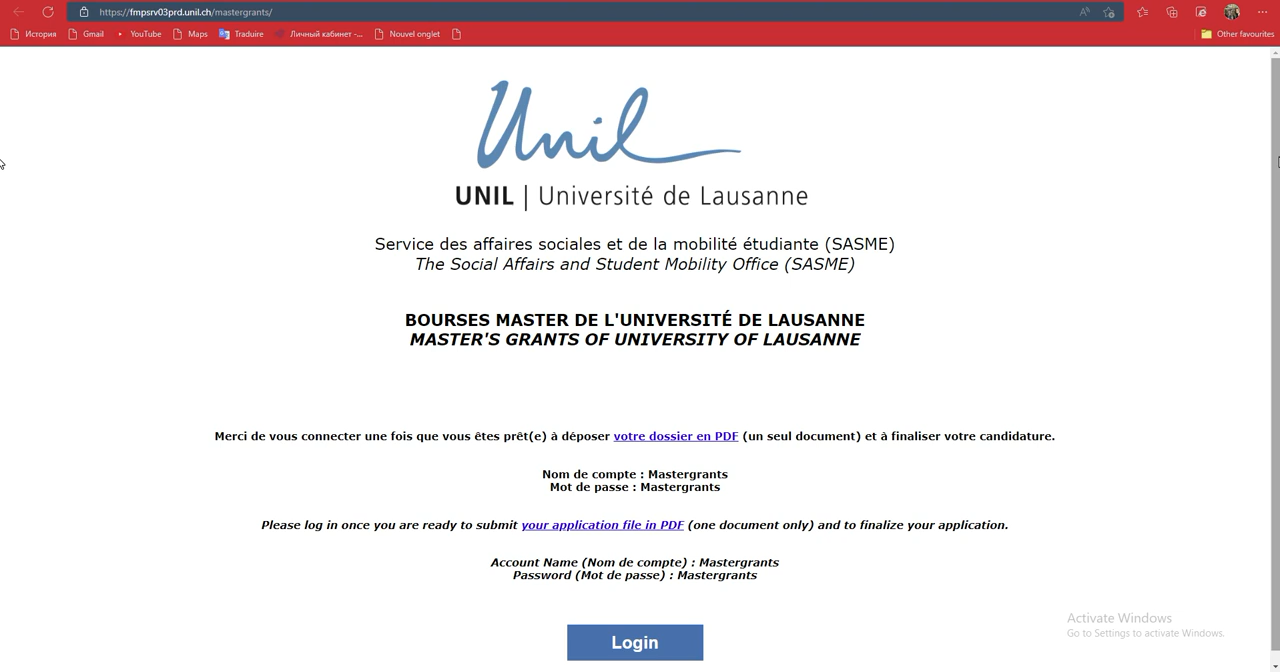 https://fmpsrv03prd.unil.ch/mastergrants/
История Gmail YouTube Maps Traduire Личный кабинет -... Nouvel onglet Other favourites
Unil
UNIL | Université de Lausanne
Service des affaires sociales et de la mobilité étudiante (SASME)
The Social Affairs and Student Mobility Office (SASME)
BOURSES MASTER DE L'UNIVERSITÉ DE LAUSANNE
MASTER'S GRANTS OF UNIVERSITY OF LAUSANNE
Merci de vous connecter une fois que vous êtes prêt(e) à déposer votre dossier en PDF (un seul document) et à finaliser votre candidature.
Nom de compte : Mastergrants
Mot de passe : Mastergrants
Please log in once you are ready to submit your application file in PDF (one document only) and to finalize your application.
Account Name (Nom de compte) : Mastergrants
Password (Mot de passe) : Mastergrants
Login
Activate Windows
Go to Settings to activate Windows.